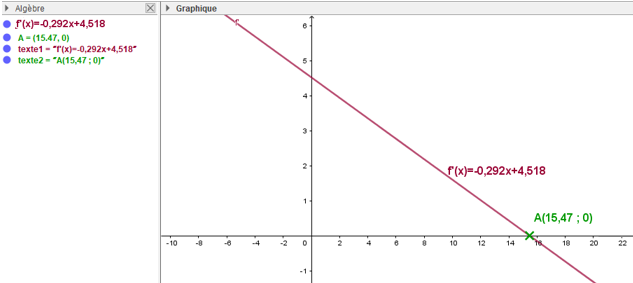 Algèbre
f'(x)=-0,292x+4,518
A = (15.47, 0)
texte1 = "f'(x)=-0,292x+4,518"
texte2 = "A(15,47 ; 0)"
Graphique
f'
6
5
4
3
2
1
0
-1
f'(x)=-0,292x+4,518
A(15,47 ; 0)
-10 -8 -6 -4 -2 0 2 4 6 8 10 12 14 16 18 20 22